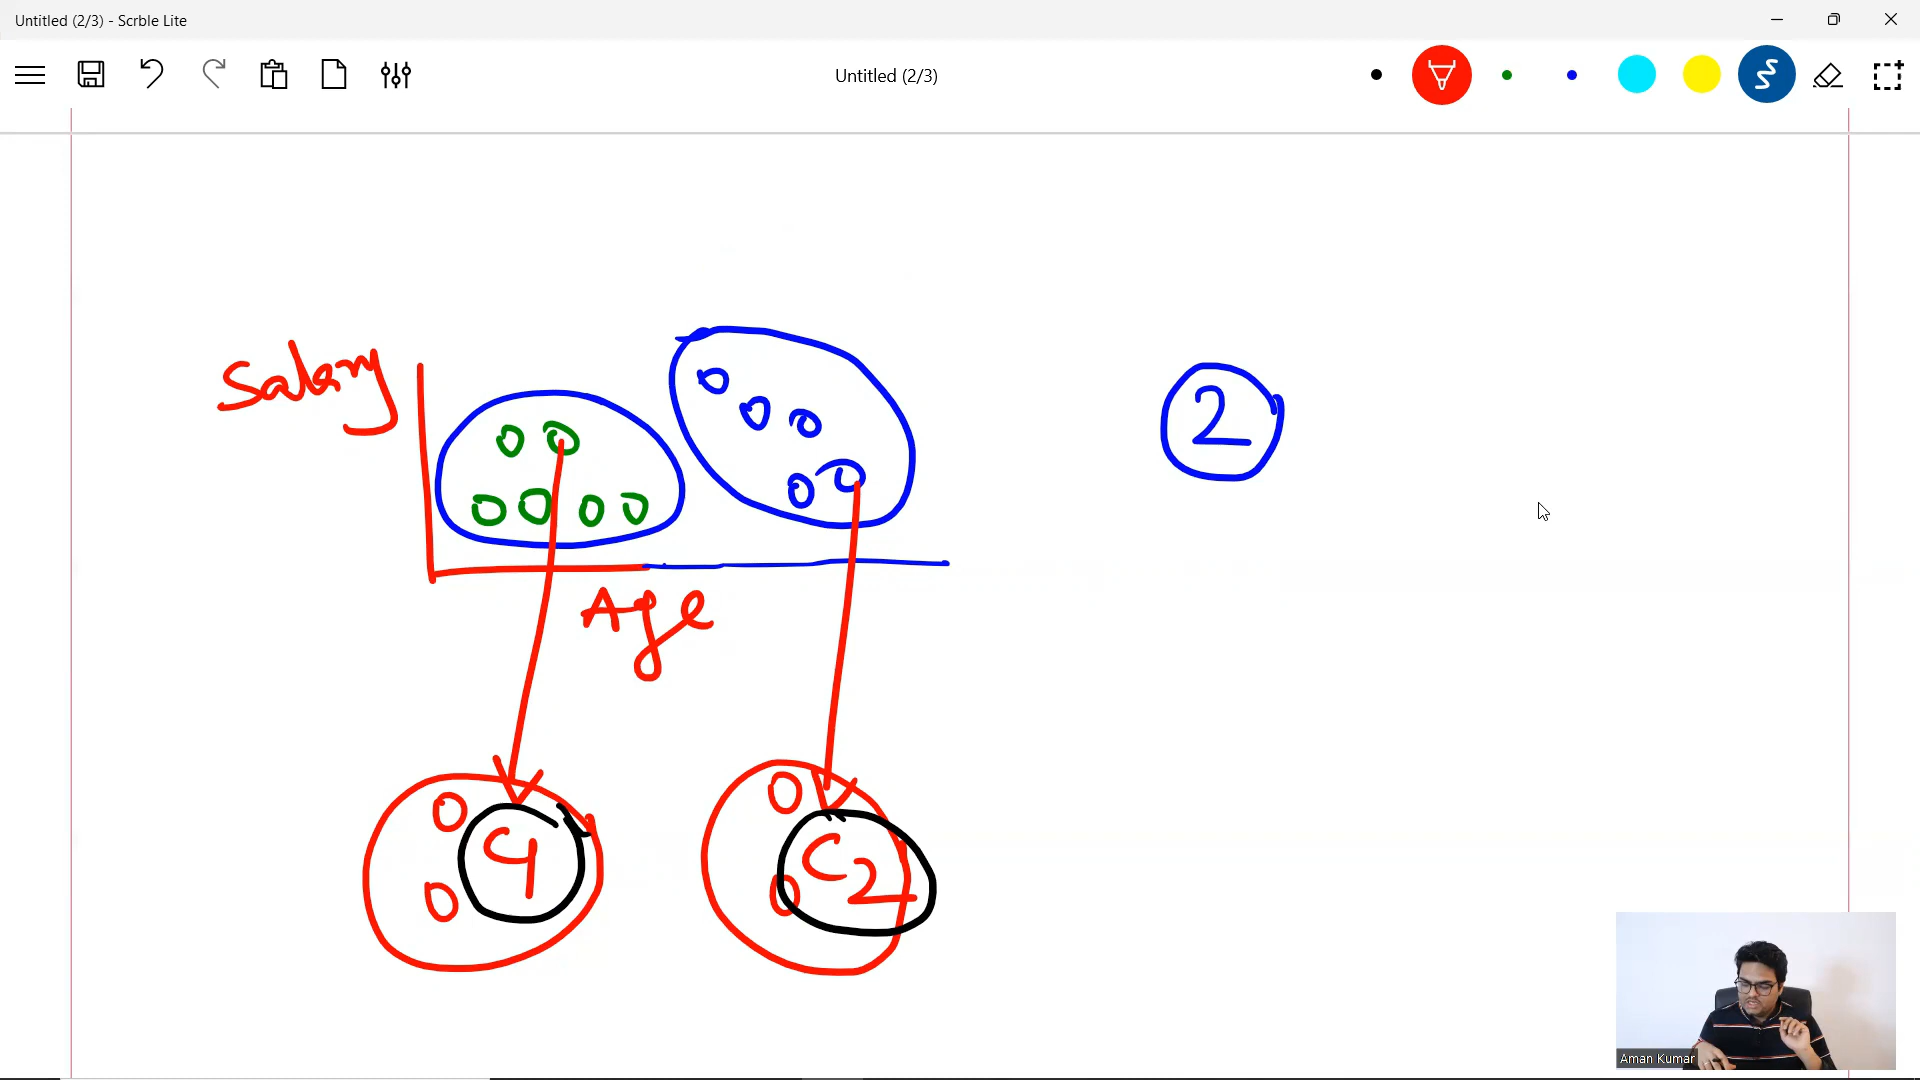 Untitled (2/3) - Scrble Lite
Untitled (2/3)
Salary
2
Age
C1
C2
Aman Kumar